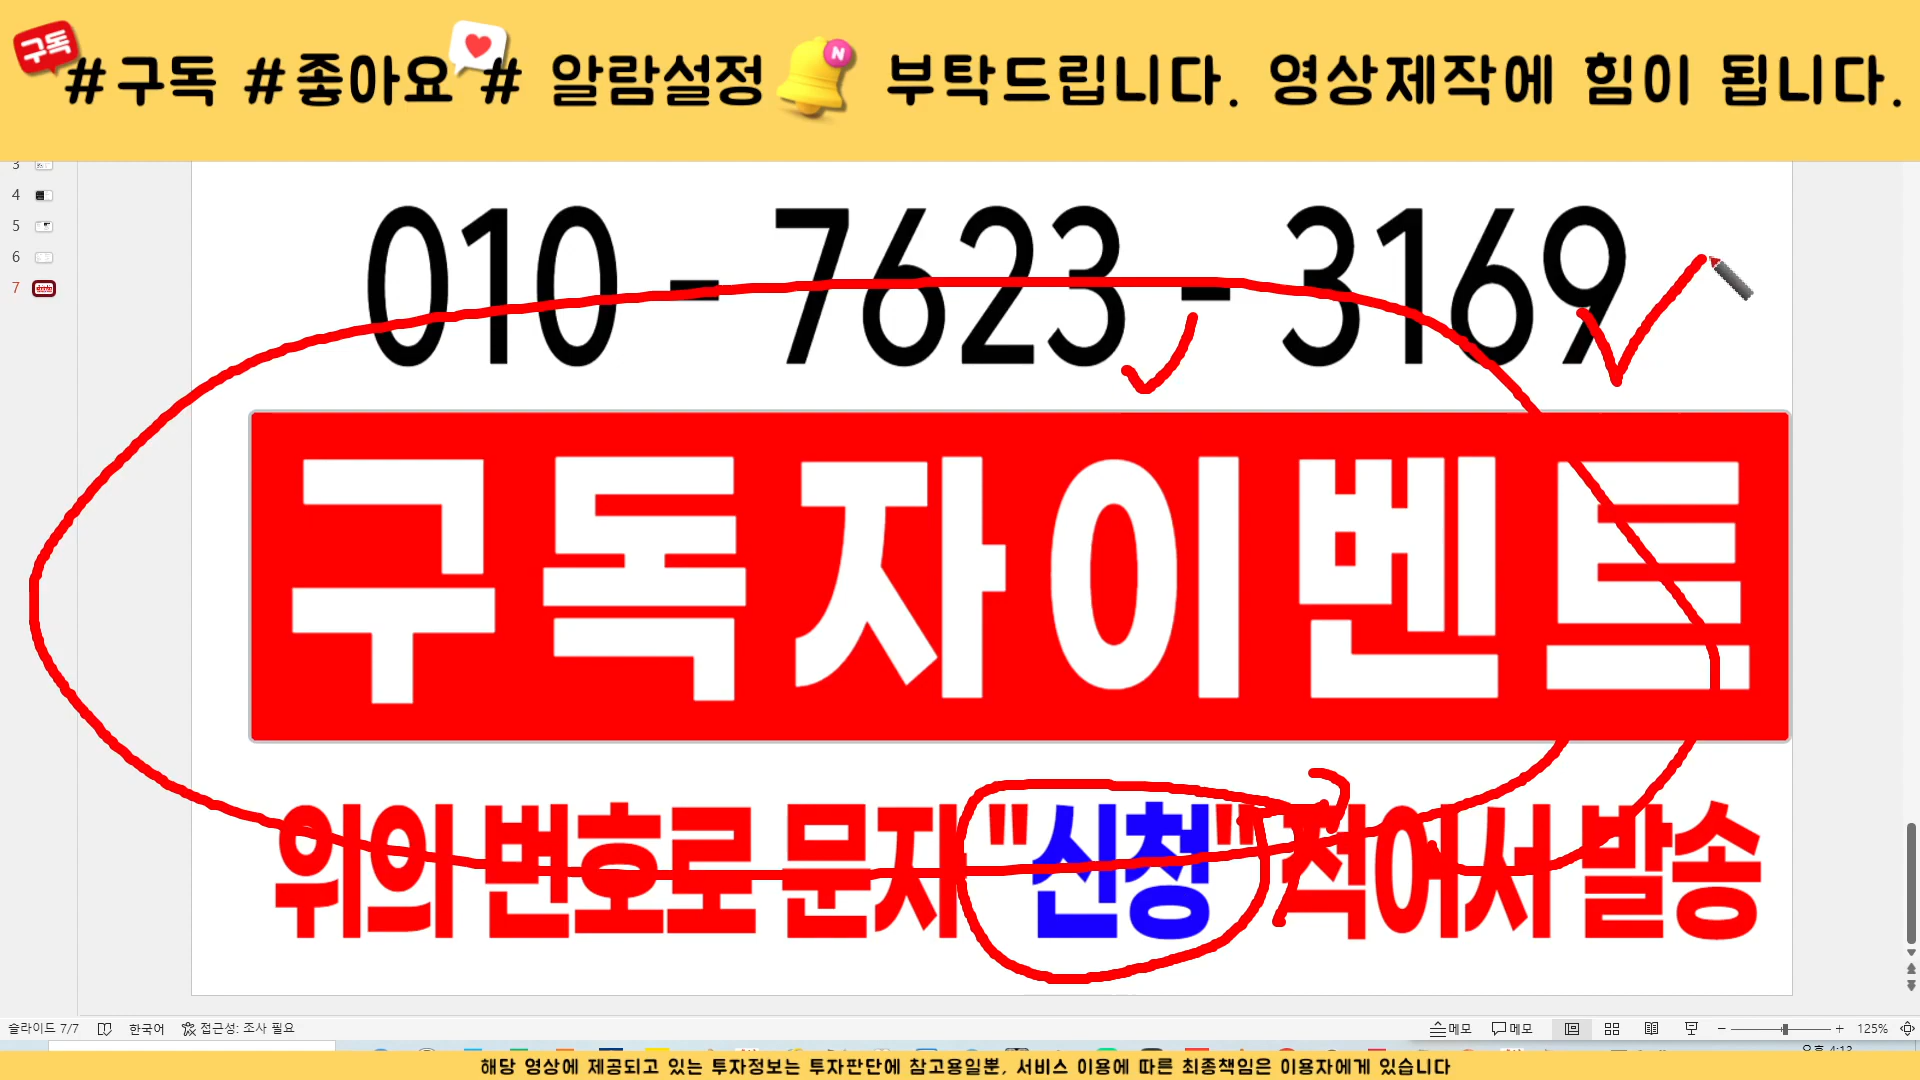 구독
#구독 #좋아요 # 알람설정 N 부탁드립니다. 영상제작에 힘이 됩니다.
3
4
5
6
7
010 - 7623 - 3169
구독자이벤트
위의 번호로 문자 "신청" 적어서 발송
슬라이드 7/7 한국어 접근성: 조사 필요 메모 메모 125%
해당 영상에 제공되고 있는 투자정보는 투자판단에 참고용일뿐, 서비스 이용에 따른 최종책임은 이용자에게 있습니다